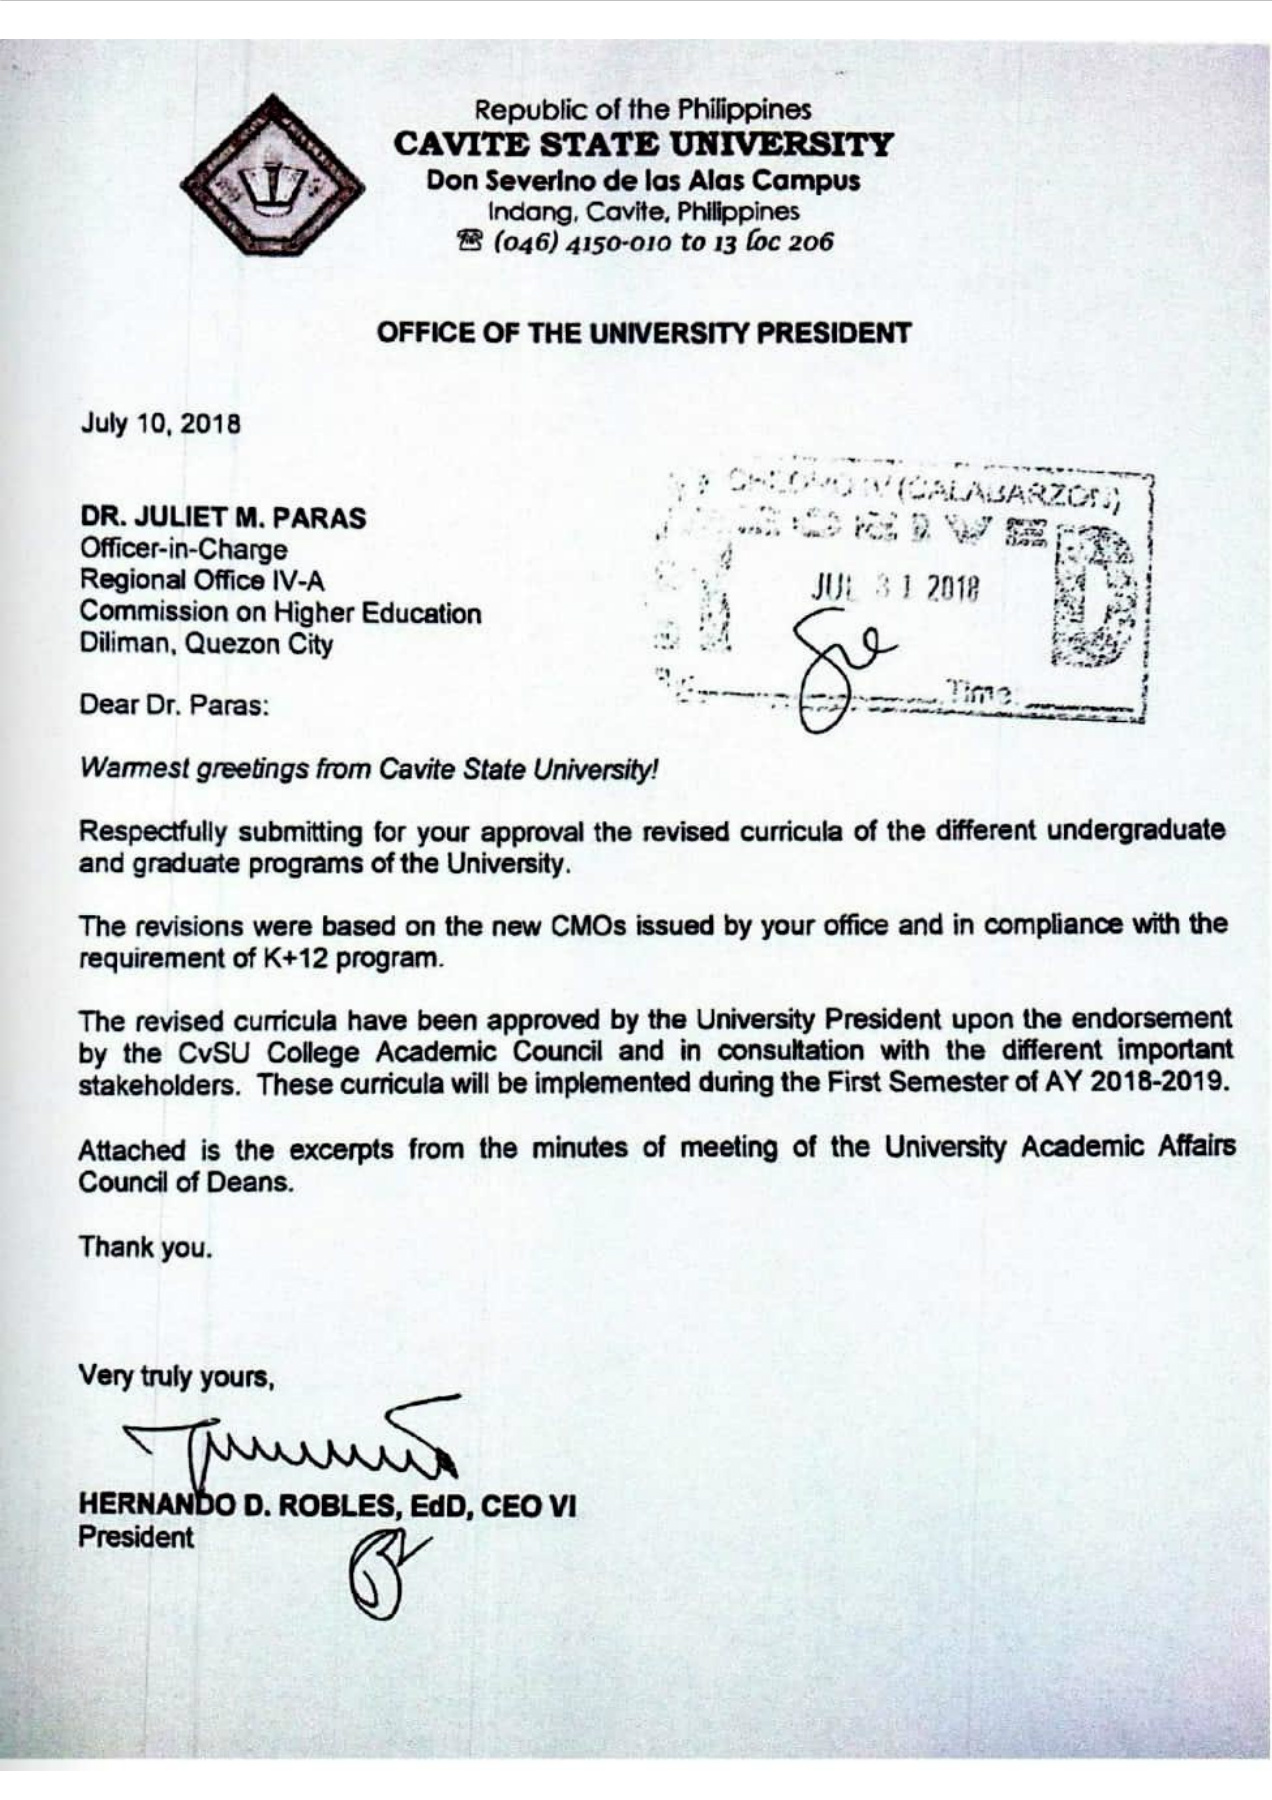 Republic of the Philippines
CAVITE STATE UNIVERSITY
Don Severino de las Alas Campus
Indang, Cavite, Philippines
☎ (046) 4150-010 to 13 loc 206
OFFICE OF THE UNIVERSITY PRESIDENT
July 10, 2018
(CALABARZON)
DR. JULIET M. PARAS
Officer-in-Charge
JUL 31 2018
Regional Office IV-A
Commission on Higher Education
Diliman, Quezon City
Time
Dear Dr. Paras:
Warmest greetings from Cavite State University!
Respectfully submitting for your approval the revised curricula of the different undergraduate
and graduate programs of the University.
The revisions were based on the new CMOs issued by your office and in compliance with the
requirement of K+12 program.
The revised curricula have been approved by the University President upon the endorsement
by the CvSU College Academic Council and in consultation with the different important
stakeholders. These curricula will be implemented during the First Semester of AY 2018-2019.
Attached is the excerpts from the minutes of meeting of the University Academic Affairs
Council of Deans.
Thank you.
Very truly yours,
HERNANDO D. ROBLES, EdD, CEO VI
President